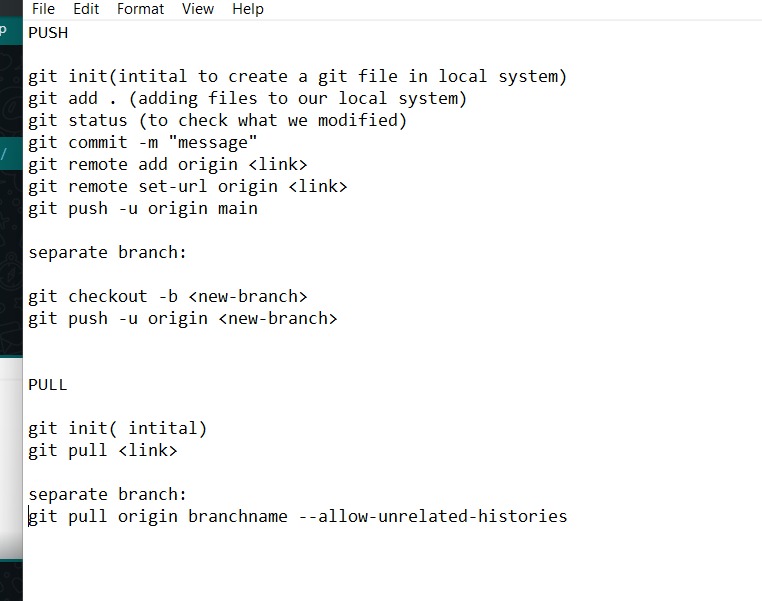 File Edit Format View Help
PUSH
git init(intital to create a git file in local system)
git add . (adding files to our local system)
git status (to check what we modified)
git commit -m "message"
git remote add origin <link>
git remote set-url origin <link>
git push -u origin main
separate branch:
git checkout -b <new-branch>
git push -u origin <new-branch>
PULL
git init( intital)
git pull <link>
separate branch:
git pull origin branchname --allow-unrelated-histories